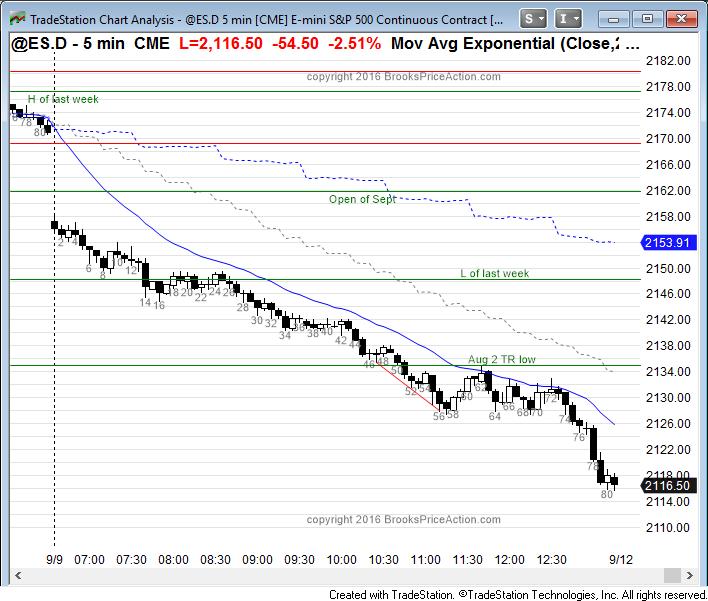 TradeStation Chart Analysis - @ES.D 5 min [CME] E-mini S&P 500 Continuous Contract [...
S
I
@ES.D - 5 min CME L=2,116.50 -54.50 -2.51% Mov Avg Exponential (Close,2 ...
2182.00
copyright 2016 BrooksPriceAction.com
2178.00
H of last week
2174.00
78
80
2170.00
2166.00
2162.00
Open of Sept
2158.00
2 4
2153.91
6 8 10 12
2150.00
L of last week
14 16 18 20 22 24 26
2146.00
28
30 32 34 36 38 40
2142.00
42 44
2138.00
46 48 50
Aug 2 TR low
2134.00
52 54
2130.00
56 58 60 62 64 66 68 70 72
2126.00
74
76
2122.00
78
2118.00
2116.50
80
2114.00
copyright 2016 BrooksPriceAction.com
2110.00
9/9 07:00 07:30 08:00 08:30 09:00 09:30 10:00 10:30 11:00 11:30 12:00 12:30 9/12
Created with TradeStation. ©TradeStation Technologies, Inc. All rights reserved.